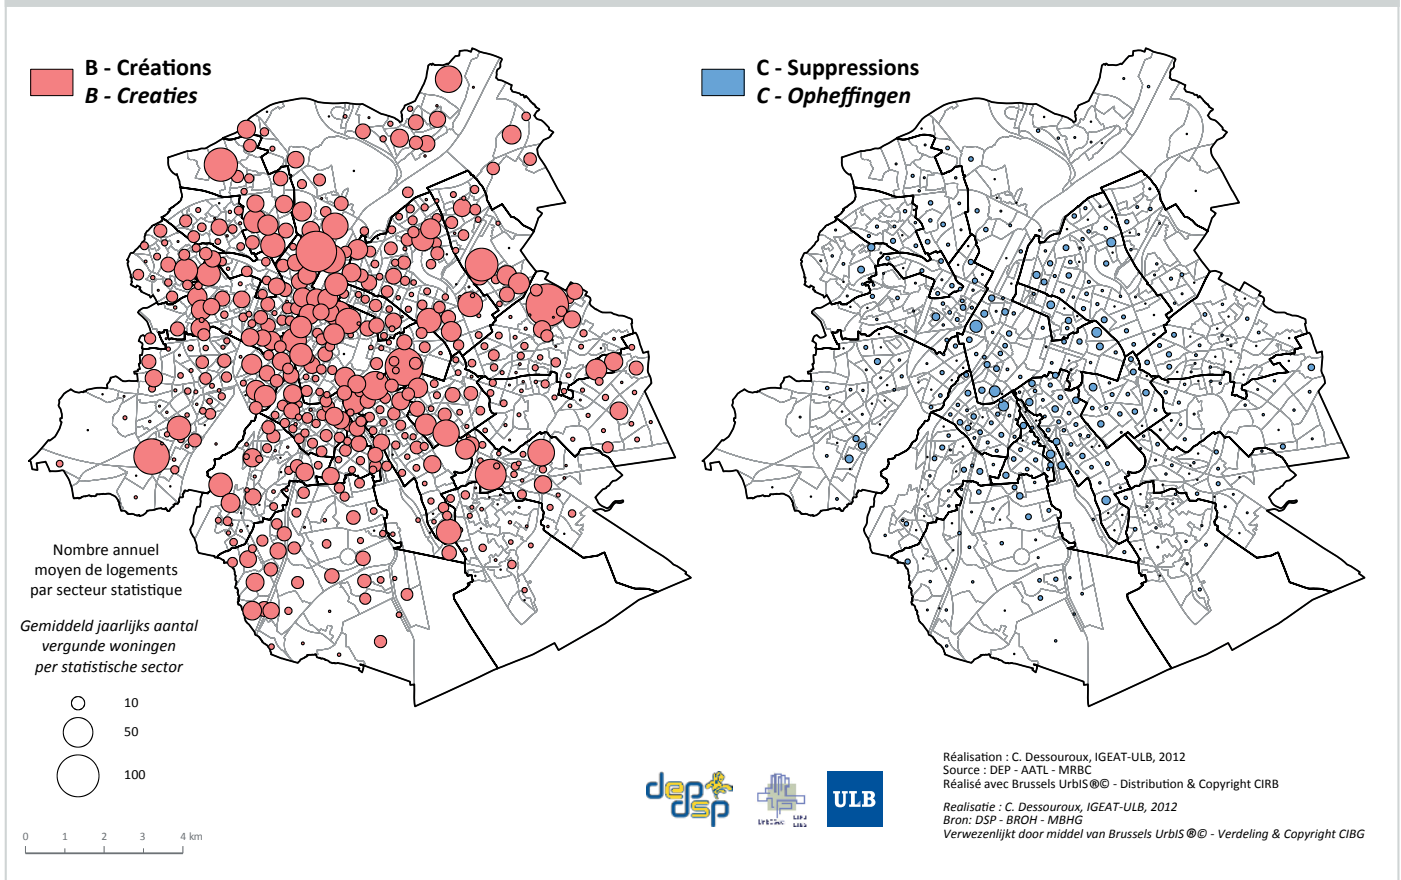 B - Créations
B - Creaties
C - Suppressions
C - Opheffingen
Nombre annuel
moyen de logements
par secteur statistique
Gemiddeld jaarlijks aantal
vergunde woningen
per statistische sector
10
50
100
0 1 2 3 4 km
dep
dsp
ULB
Réalisation : C. Dessouroux, IGEAT-ULB, 2012
Source : DEP - AATL - MRBC
Réalisé avec Brussels UrbIS®© - Distribution & Copyright CIRB
Realisatie : C. Dessouroux, IGEAT-ULB, 2012
Bron: DSP - BROH - MBHG
Verwezenlijkt door middel van Brussels UrbIS®© - Verdeling & Copyright CIBG